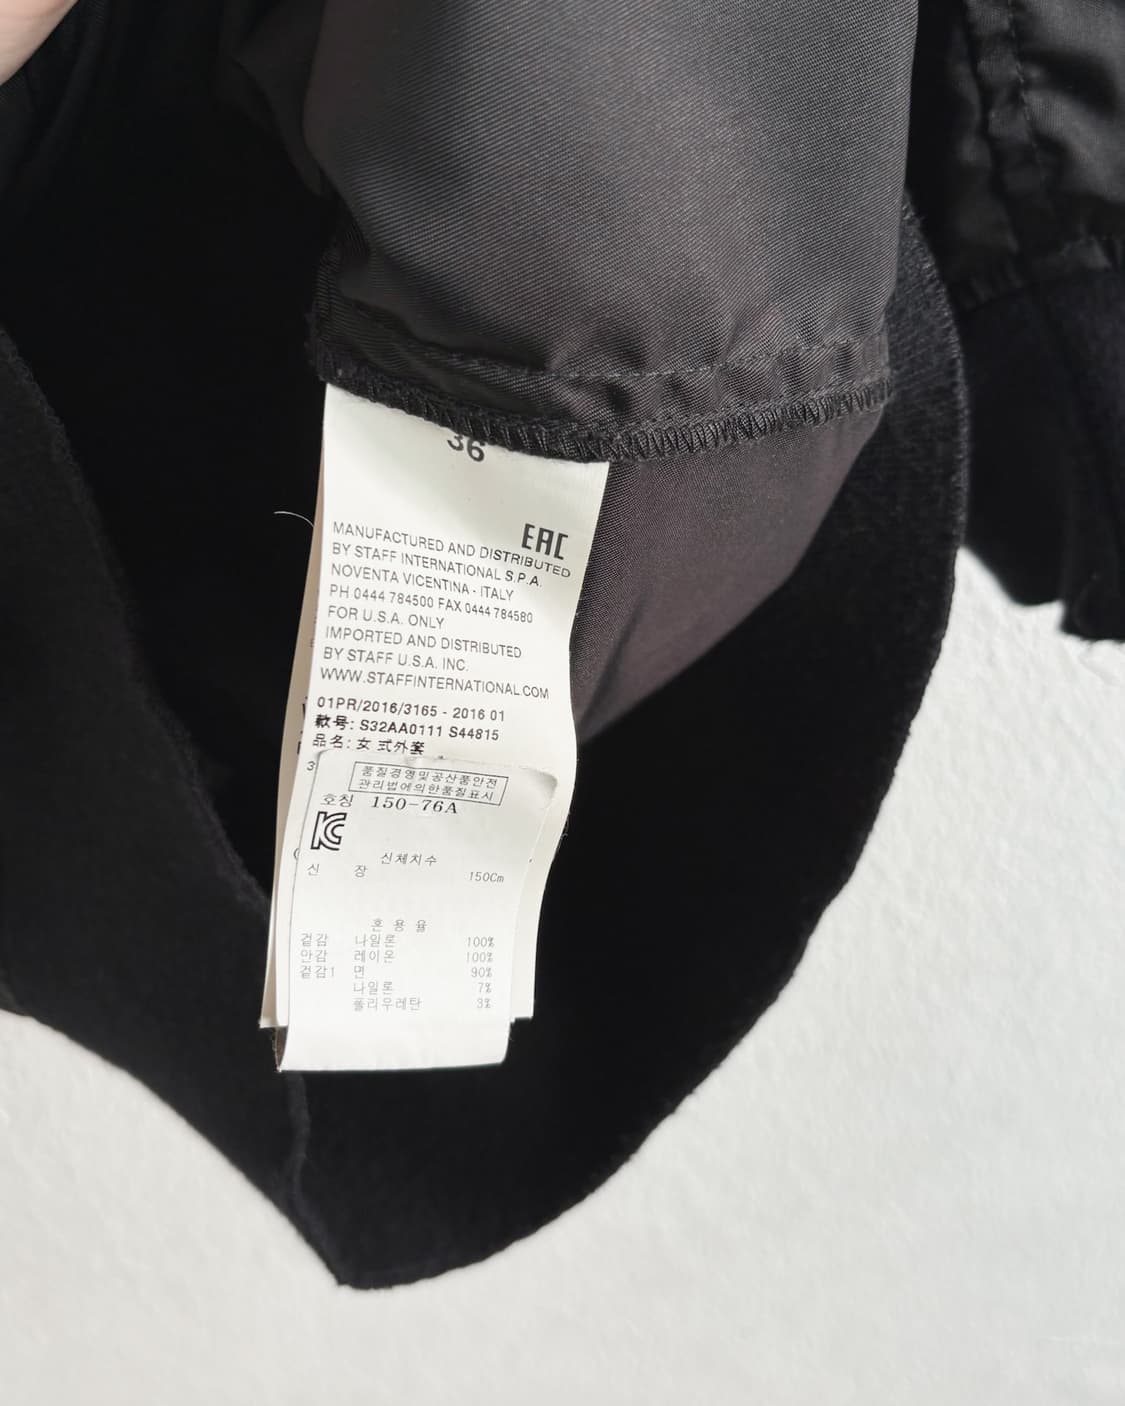 36
EAC
MANUFACTURED AND DISTRIBUTED
BY STAFF INTERNATIONAL S.P.A.
NOVENTA VICENTINA - ITALY
PH 0444 784500 FAX 0444 784580
FOR U.S.A. ONLY
IMPORTED AND DISTRIBUTED
BY STAFF U.S.A. INC.
WWW.STAFFINTERNATIONAL.COM
01PR/2016/3165 - 2016 01
款号: S32AA0111 S44815
品名: 女 式外套
품질경영및공산품안전
관리법에의한품질표시
호칭 150-76A
신체치수
신 장 150Cm
혼 용 율
겉감 나일론 100%
안감 레이온 100%
겉감1 면 90%
나일론 7%
폴리우레탄 3%